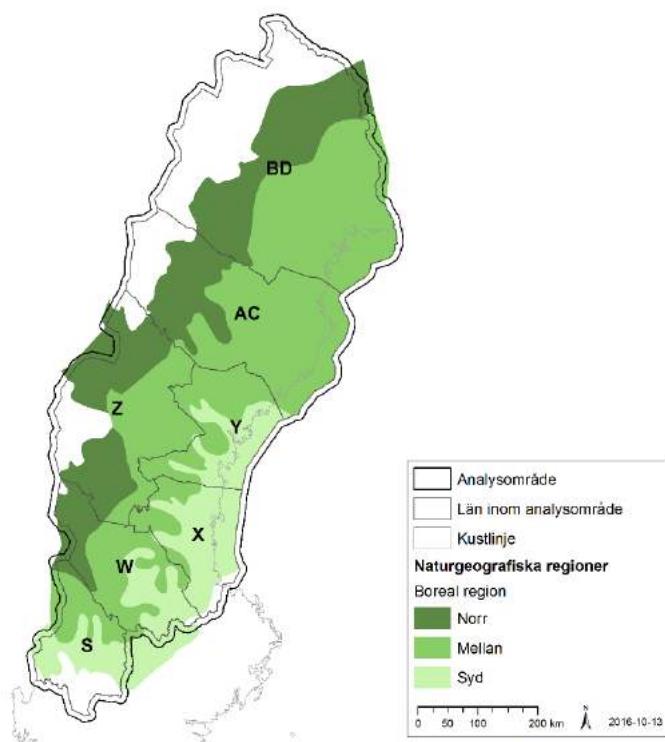 BD
AC
Z
Y
X
W
S
Analysområde
Län inom analysområde
Kustlinje
Naturgeografiska regioner
Boreal region
Norr
Mellan
Syd
N
0 50 100 200 km 2016-10-13